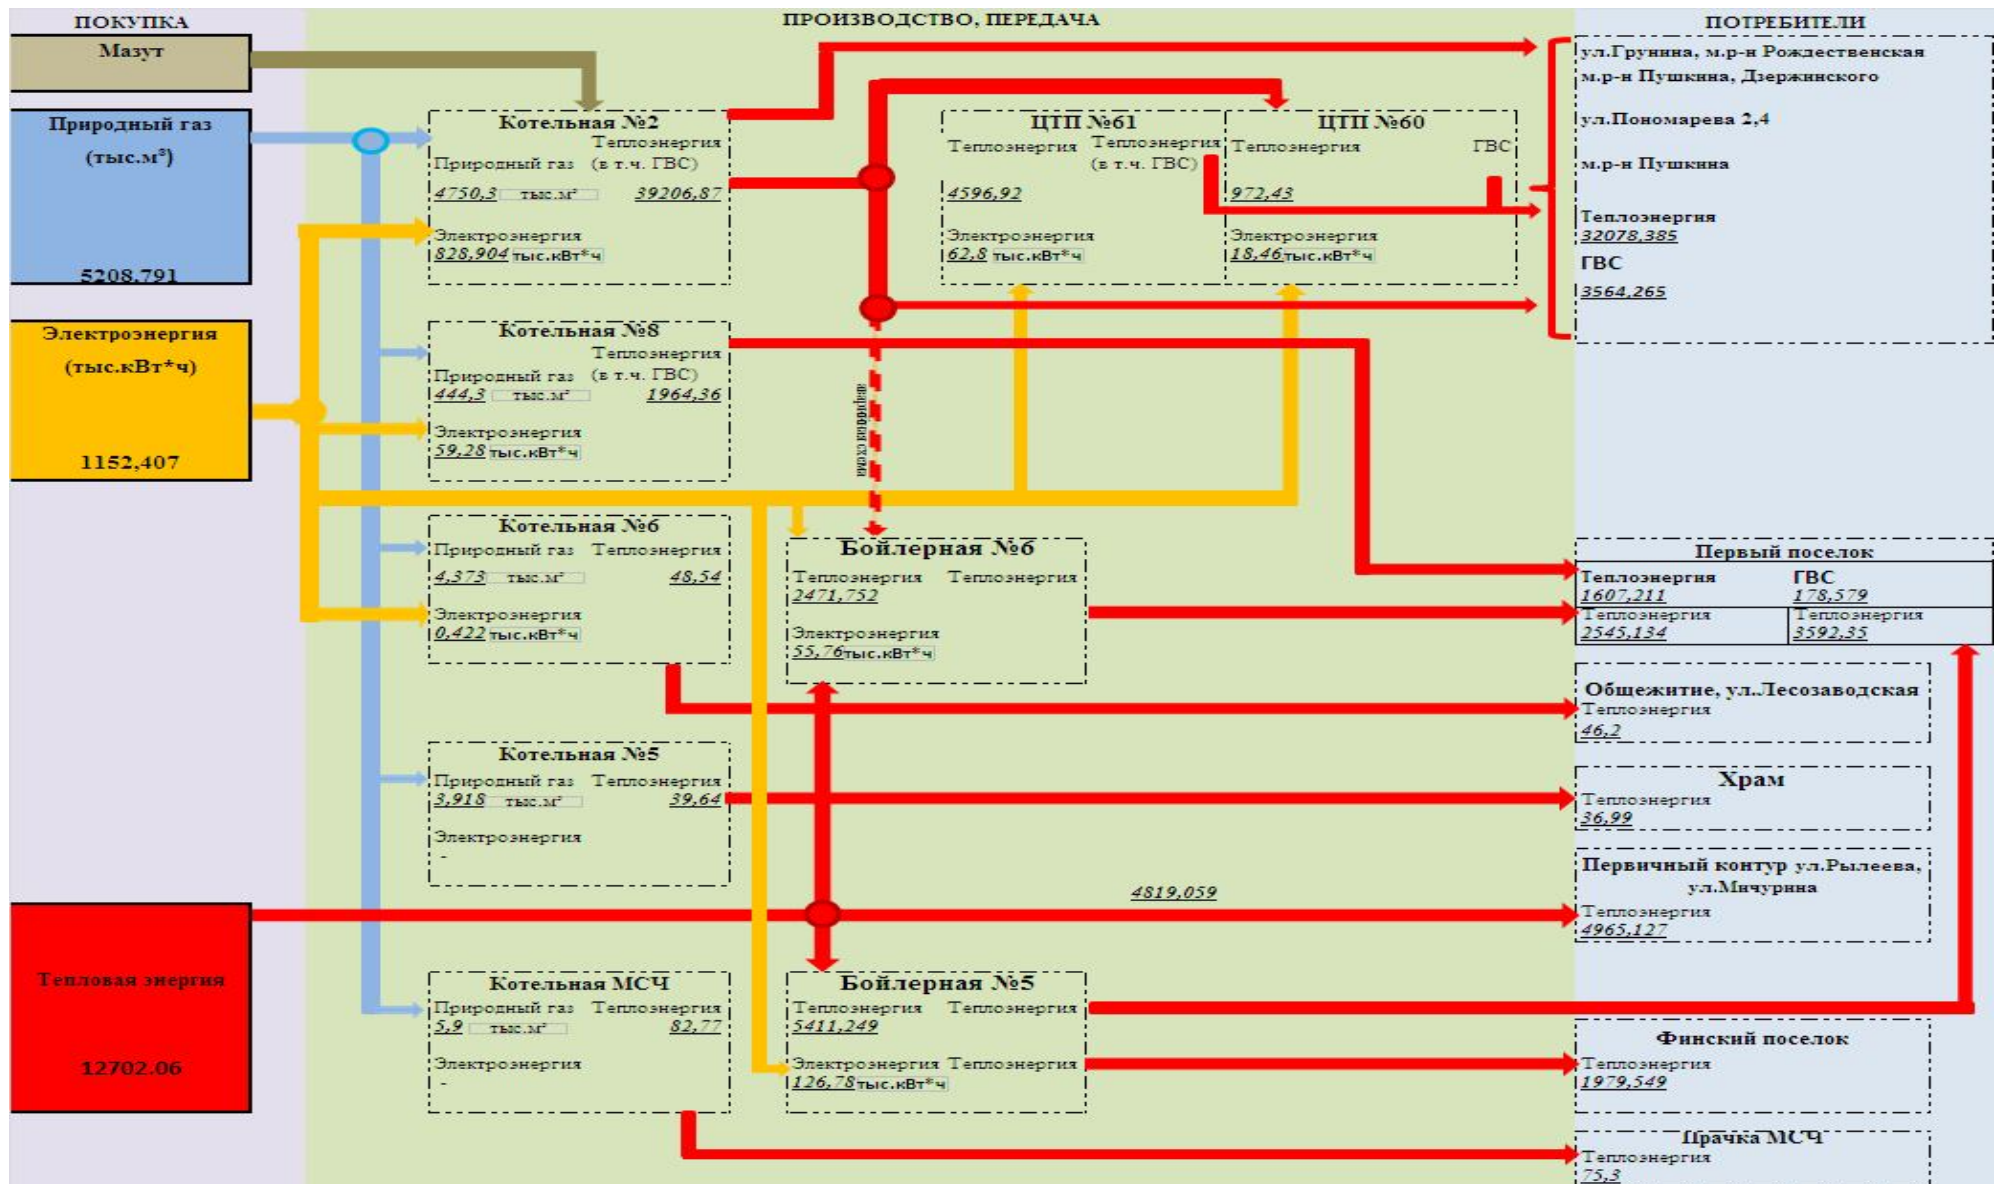 ПОКУПКА
ПРОИЗВОДСТВО, ПЕРЕДАЧА
ПОТРЕБИТЕЛИ
Мазут
Природный газ
(тыс.м³)
5208,791
Электроэнергия
(тыс.кВт*ч)
1152,407
Тепловая энергия
12702.06
Котельная №2
Теплоэнергия
Природный газ (в т.ч. ГВС)
4750,3 тыс.м³ 39206,87
Электроэнергия
828,904 тыс.кВт*ч
Котельная №8
Теплоэнергия
Природный газ (в т.ч. ГВС)
444,3 тыс.м³ 1964,36
Электроэнергия
59,28 тыс.кВт*ч
Котельная №6
Природный газ Теплоэнергия
4,373 тыс.м³ 48,54
Электроэнергия
0,422 тыс.кВт*ч
Котельная №5
Природный газ Теплоэнергия
3,918 тыс.м³ 39,64
Электроэнергия
-
Котельная МСЧ
Природный газ Теплоэнергия
5,9 тыс.м³ 82,77
Электроэнергия
-
ЦТП №61
Теплоэнергия Теплоэнергия
(в т.ч. ГВС)
4596,92
Электроэнергия
62,8 тыс.кВт*ч
ЦТП №60
Теплоэнергия ГВС
972,43
Электроэнергия
18,46 тыс.кВт*ч
схема
Бойлерная №6
Теплоэнергия Теплоэнергия
2471,752
Электроэнергия
55,76 тыс.кВт*ч
4819,059
Бойлерная №5
Теплоэнергия Теплоэнергия
5411,249
Электроэнергия Теплоэнергия
126,78 тыс.кВт*ч
ул.Грунина, м.р-н Рождественская
м.р-н Пушкина, Дзержинского
ул.Пономарева 2,4
м.р-н Пушкина
Теплоэнергия
32078,385
ГВС
3564,265
Первый поселок
Теплоэнергия ГВС
1607,211 178,579
Теплоэнергия Теплоэнергия
2545,134 3592,35
Общежитие, ул.Лесозаводская
Теплоэнергия
46,2
Храм
Теплоэнергия
36,99
Первичный контур ул.Рылеева,
ул.Мичурина
Теплоэнергия
4965,127
Финский поселок
Теплоэнергия
1979,549
Прачка МСЧ
Теплоэнергия
75,3